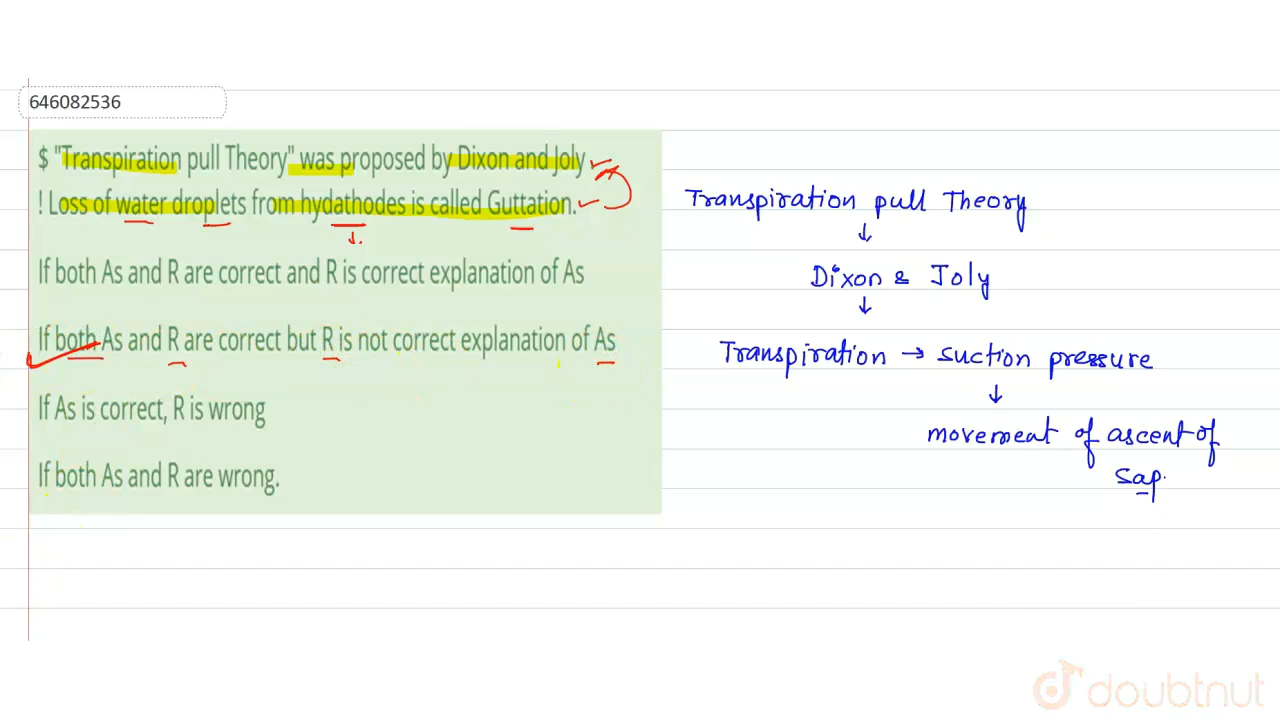 646082536
$ "Transpiration pull Theory" was proposed by Dixon and Joly
! Loss of water droplets from hydathodes is called Guttation.
If both As and R are correct and R is correct explanation of As
If both As and R are correct but R is not correct explanation of As
If As is correct, R is wrong
If both As and R are wrong.
Transpiration pull Theory
↓
Dixon & Joly
↓
Transpiration → suction pressure
↓
movement of ascent of
sap.
doubtnut